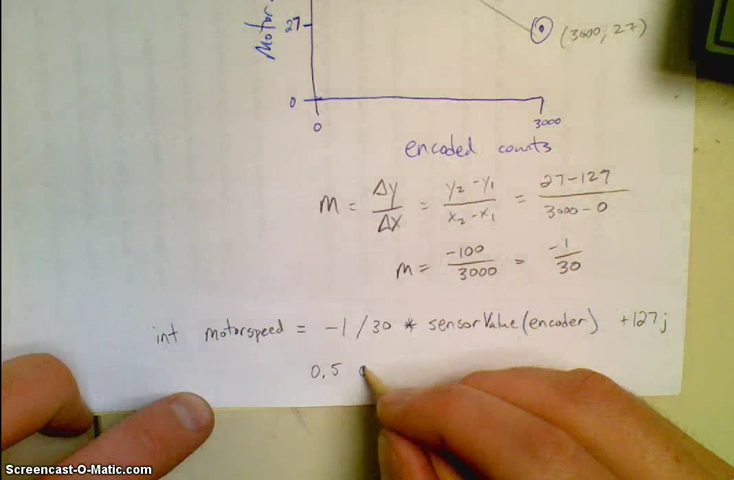 Motor
27
(3000, 27)
0
0
3000
encoded counts
M = Δy/Δx = y₂-y₁/x₂-x₁ = 27-127/3000-0
M = -100/3000 = -1/30
int motorspeed = -1/30 * sensorValue(encoder) +127;
0.5
Screencast-O-Matic.com